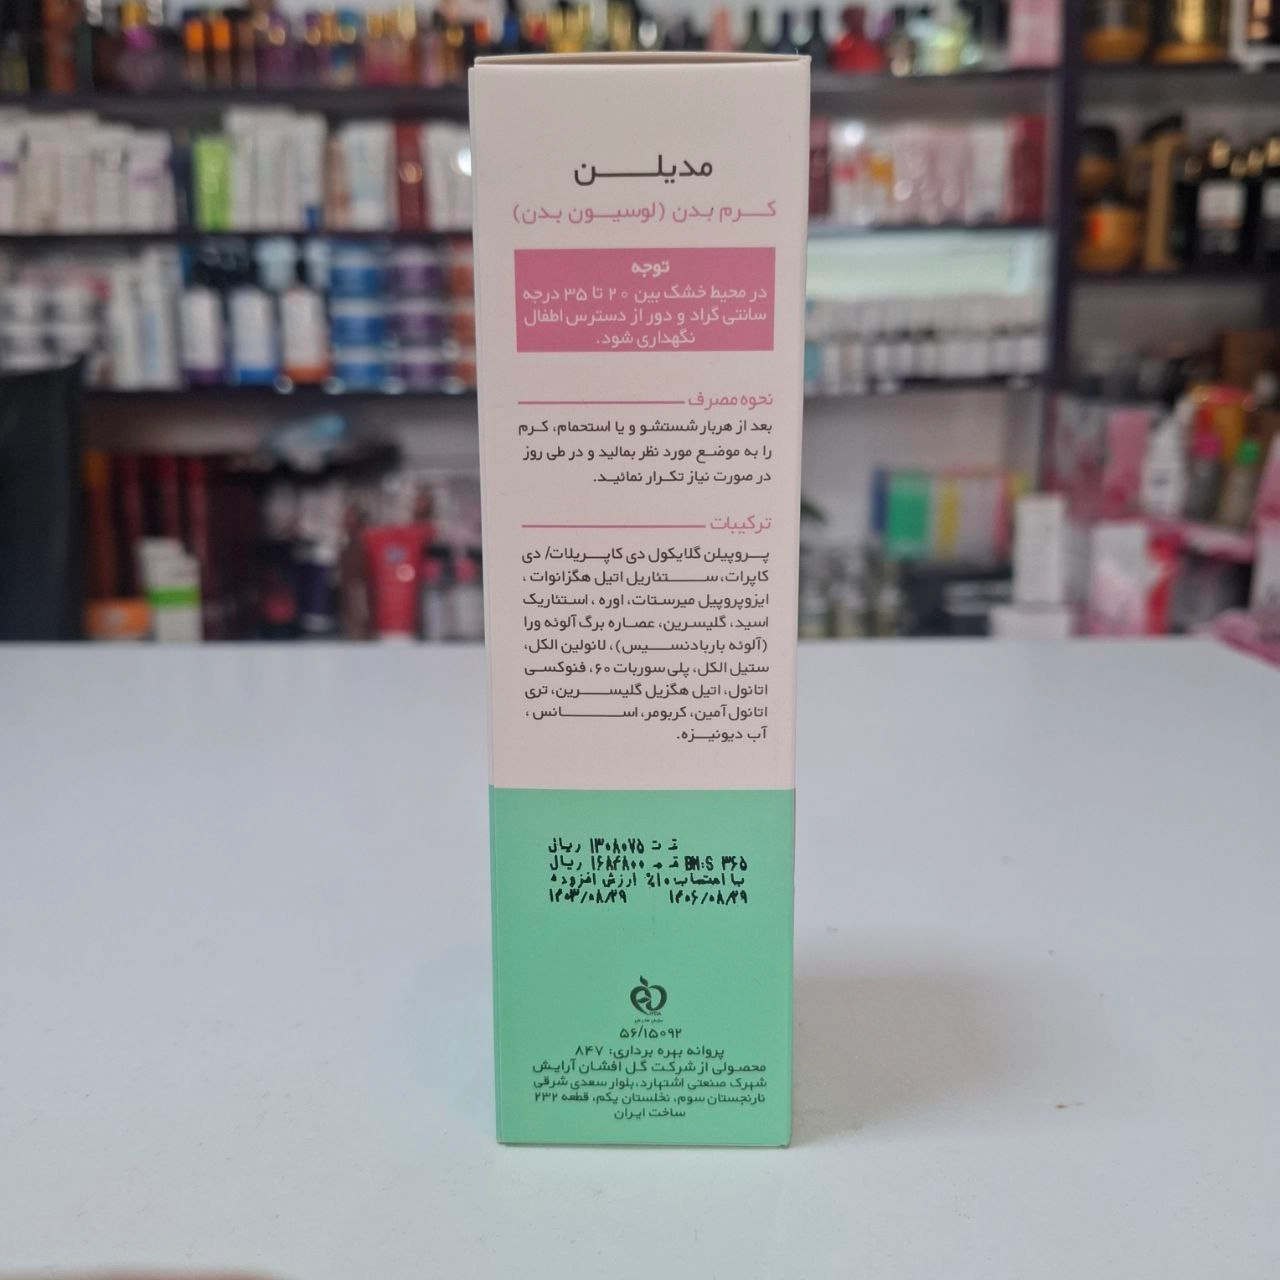 مدیلن
کرم بدن (لوسیون بدن)
توجه
در محیط خشک بین ۲۰ تا ۳۵ درجه
سانتی گراد و دور از دسترس اطفال
نگهداری شود.
نحوه مصرف
بعد از هربار شستشو و یا استحمام، کرم
را به موضع مورد نظر بمالید و در طی روز
در صورت نیاز تکرار نمائید.
ترکیبات
پروپیلن گلایکول دی کاپریلات/ دی
کاپرات، ستئاریل اتیل هگزانوات ،
ایزوپروپیل میرستات، اوره ، استئاریک
اسید، گلیسرین، عصاره برگ آلوئه ورا
(آلوئه باربادنسیس)، لانولین الکل،
ستیل الکل، پلی سوربات ۶۰، فنوکسی
اتانول، اتیل هگزیل گلیسرین، تری
اتانول آمین، کربومر، اسانس ،
آب دیونیزه.
ق ت ۱۳۰۸۰۷۵ ریال
BN:S ۳۶۵ ق م ۱۶۸۴۸۰۰ ریال
با احتساب ۱۰٪ ارزش افزوده
۱۴۰۳/۰۸/۲۹ ۱۴۰۶/۰۸/۲۹
۵۶/۱۵۰۹۲
پروانه بهره برداری: ۸۴۷
محصولی از شرکت گل افشان آرایش
شهرک صنعتی اشتهارد، بلوار سعدی شرقی
نارنجستان سوم، نخلستان یکم، قطعه ۲۳۲
ساخت ایران